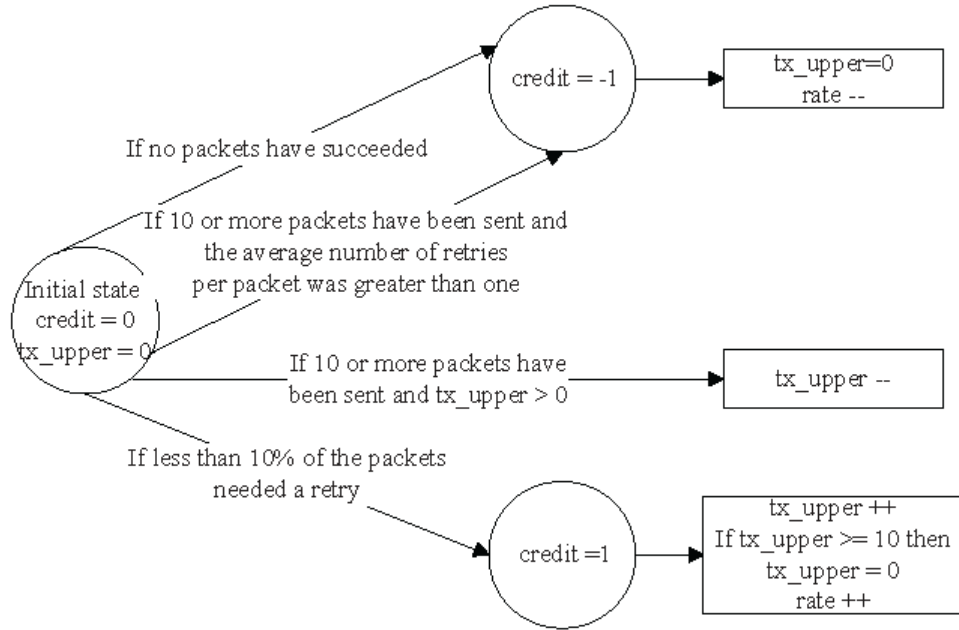 credit = -1
tx_upper=0
rate --
If no packets have succeeded
If 10 or more packets have been sent and
the average number of retries
per packet was greater than one
Initial state
credit = 0
tx_upper = 0
If 10 or more packets have
been sent and tx_upper > 0
tx_upper --
If less than 10% of the packets
needed a retry
credit =1
tx_upper ++
If tx_upper >= 10 then
tx_upper = 0
rate ++